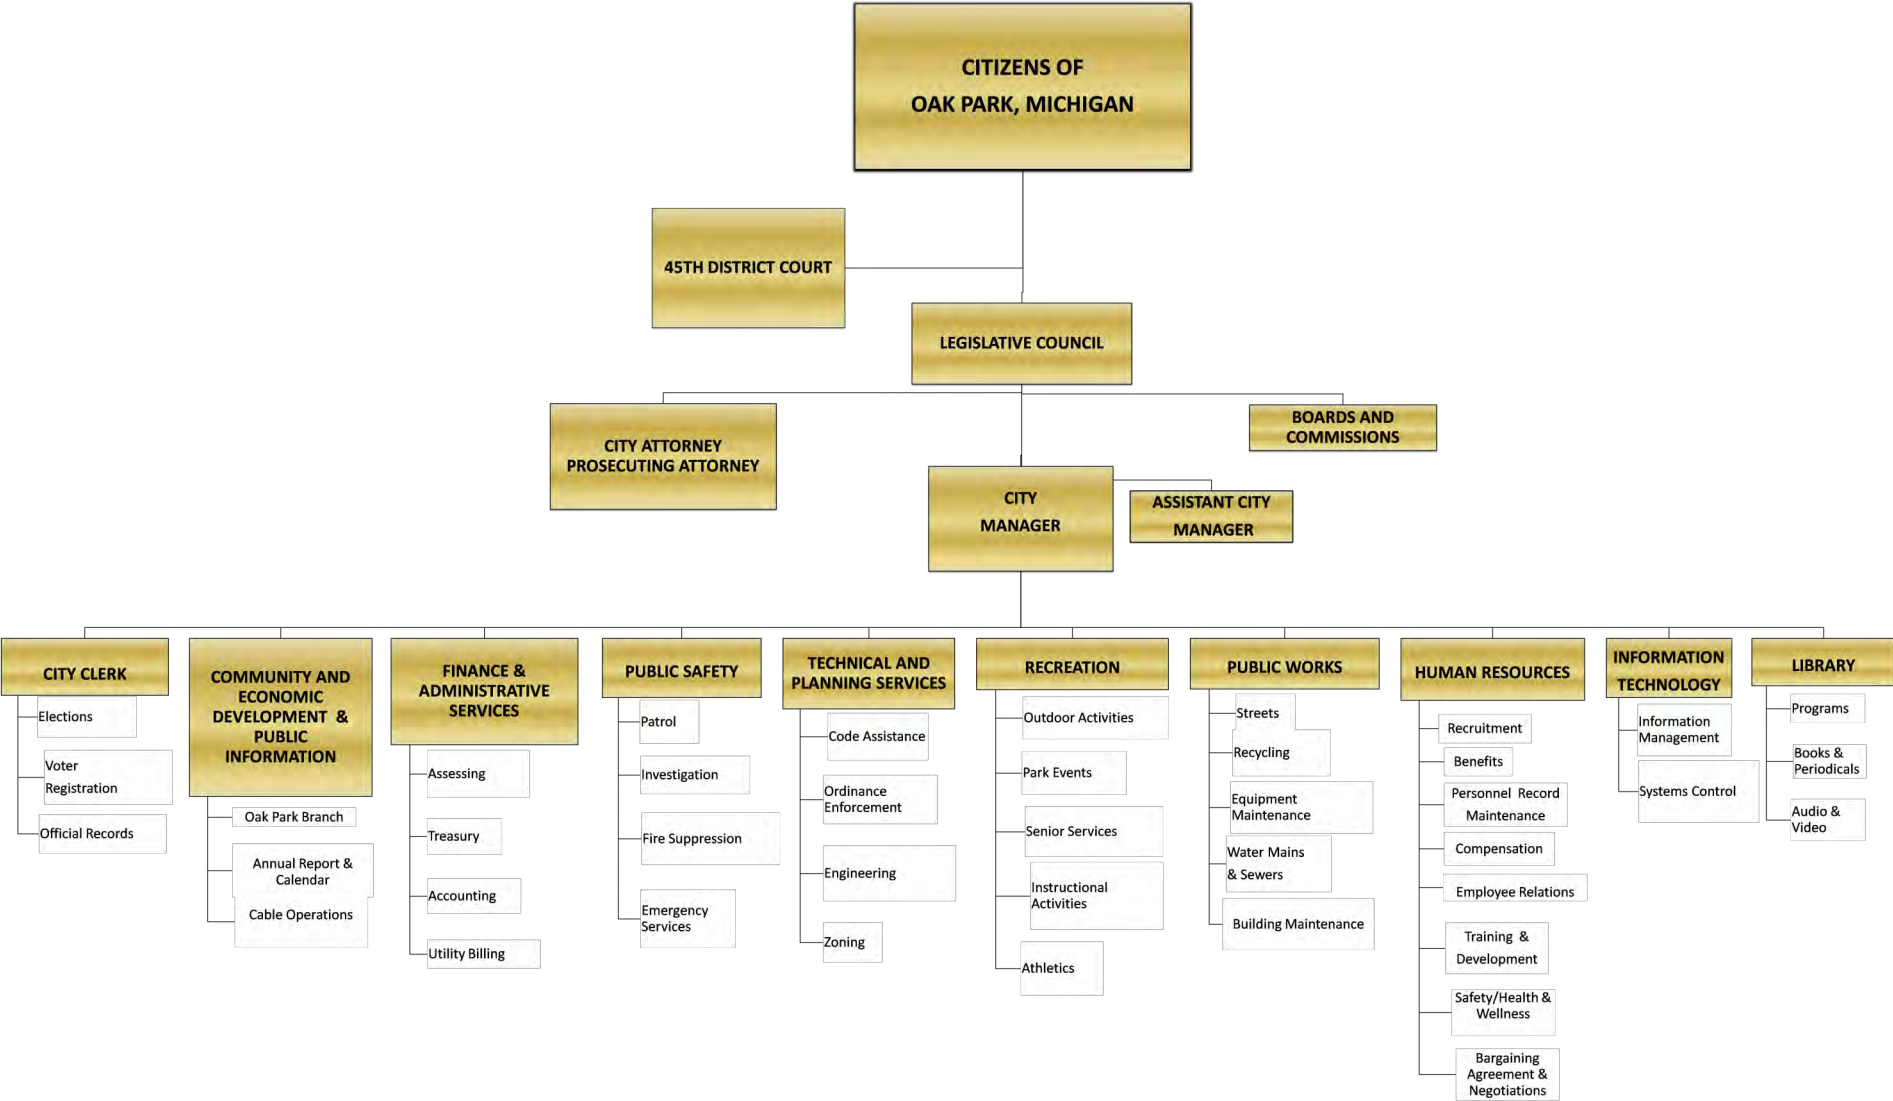 CITIZENS OF
OAK PARK, MICHIGAN
45TH DISTRICT COURT
LEGISLATIVE COUNCIL
CITY ATTORNEY
PROSECUTING ATTORNEY
BOARDS AND
COMMISSIONS
CITY
MANAGER
ASSISTANT CITY
MANAGER
CITY CLERK
Elections
Voter
Registration
Official Records
COMMUNITY AND
ECONOMIC
DEVELOPMENT &
PUBLIC
INFORMATION
Oak Park Branch
Annual Report &
Calendar
Cable Operations
FINANCE &
ADMINISTRATIVE
SERVICES
Assessing
Treasury
Accounting
Utility Billing
PUBLIC SAFETY
Patrol
Investigation
Fire Suppression
Emergency
Services
TECHNICAL AND
PLANNING SERVICES
Code Assistance
Ordinance
Enforcement
Engineering
Zoning
RECREATION
Outdoor Activities
Park Events
Senior Services
Instructional
Activities
Athletics
PUBLIC WORKS
Streets
Recycling
Equipment
Maintenance
Water Mains
& Sewers
Building Maintenance
HUMAN RESOURCES
Recruitment
Benefits
Personnel Record
Maintenance
Compensation
Employee Relations
Training &
Development
Safety/Health &
Wellness
Bargaining
Agreement &
Negotiations
INFORMATION
TECHNOLOGY
Information
Management
Systems Control
LIBRARY
Programs
Books &
Periodicals
Audio &
Video